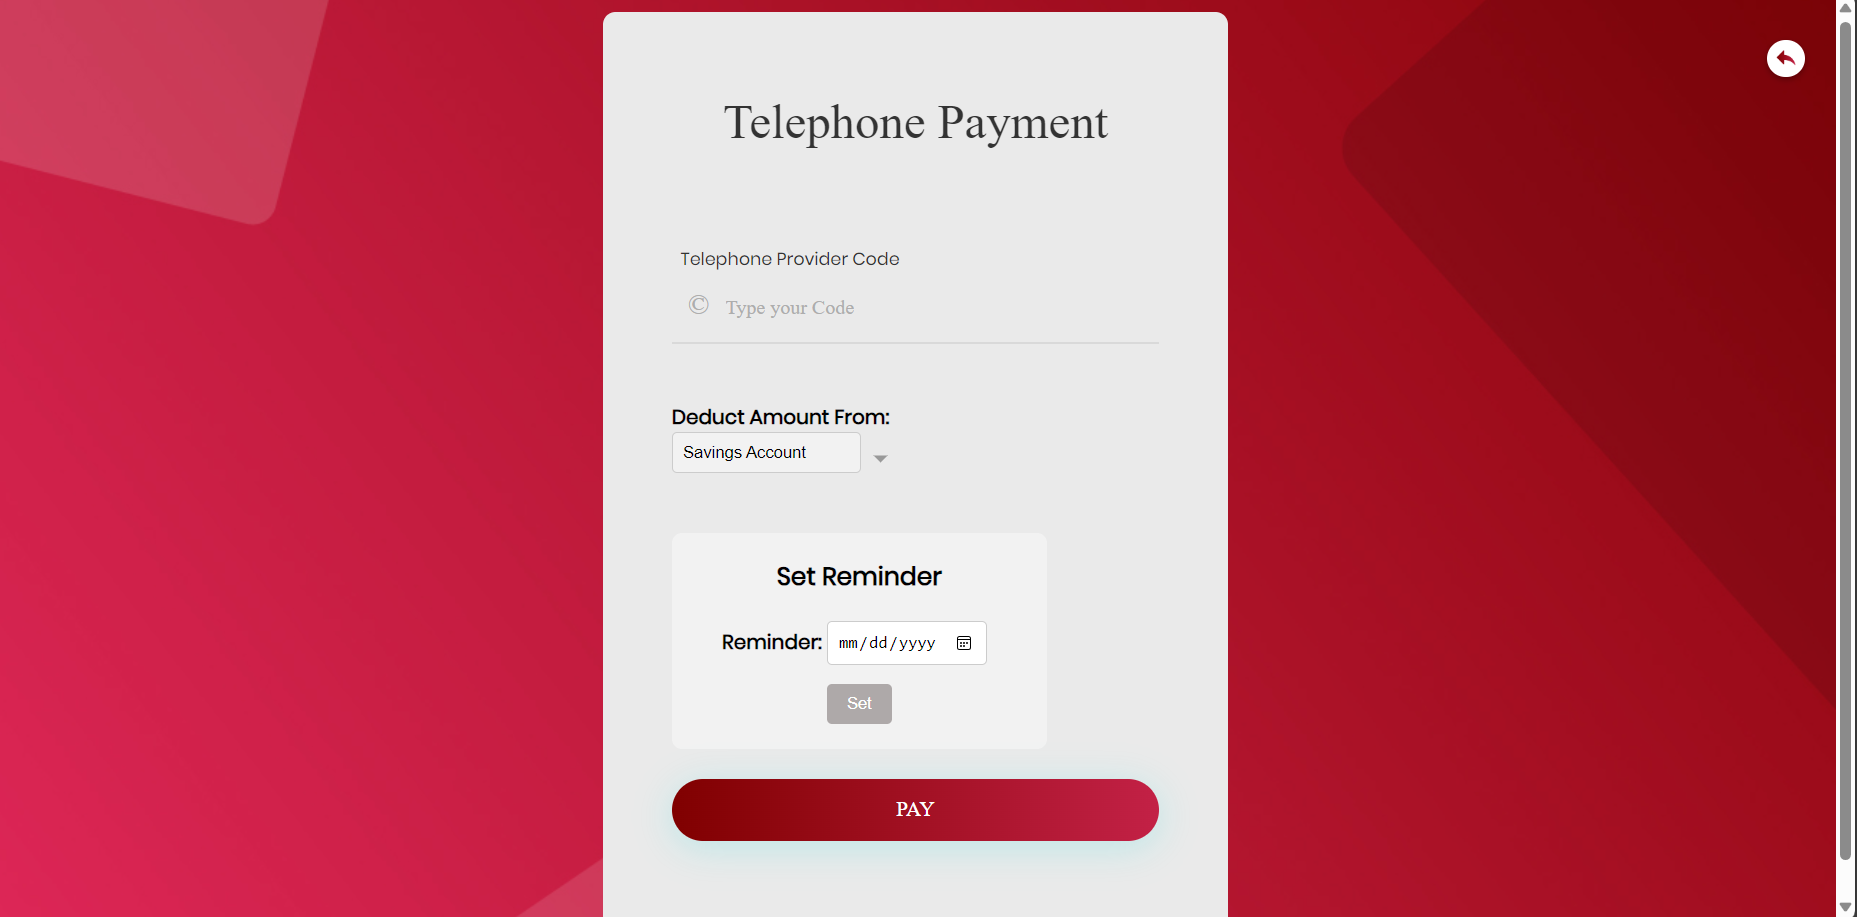 Telephone Payment
Telephone Provider Code
© Type your Code
Deduct Amount From:
Savings Account
Set Reminder
Reminder: mm/dd/yyyy
Set
PAY